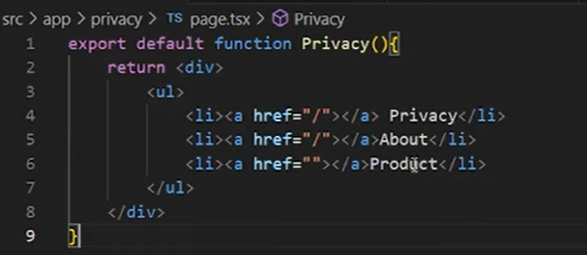 src > app > privacy > TS page.tsx > Privacy
1 export default function Privacy(){
2 return <div>
3 <ul>
4 <li><a href="/"></a> Privacy</li>
5 <li><a href="/"></a>About</li>
6 <li><a href=""></a>Product</li>
7 </ul>
8 </div>
9 }